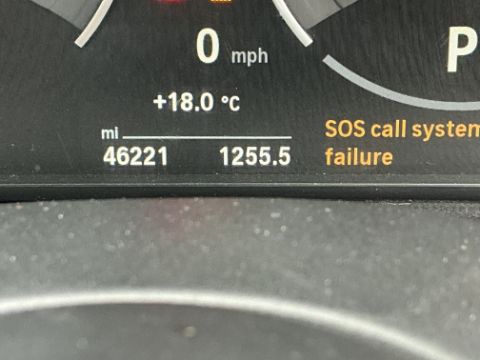 0 mph
P
+18.0 °C
mi
46221 1255.5
SOS call system
failure